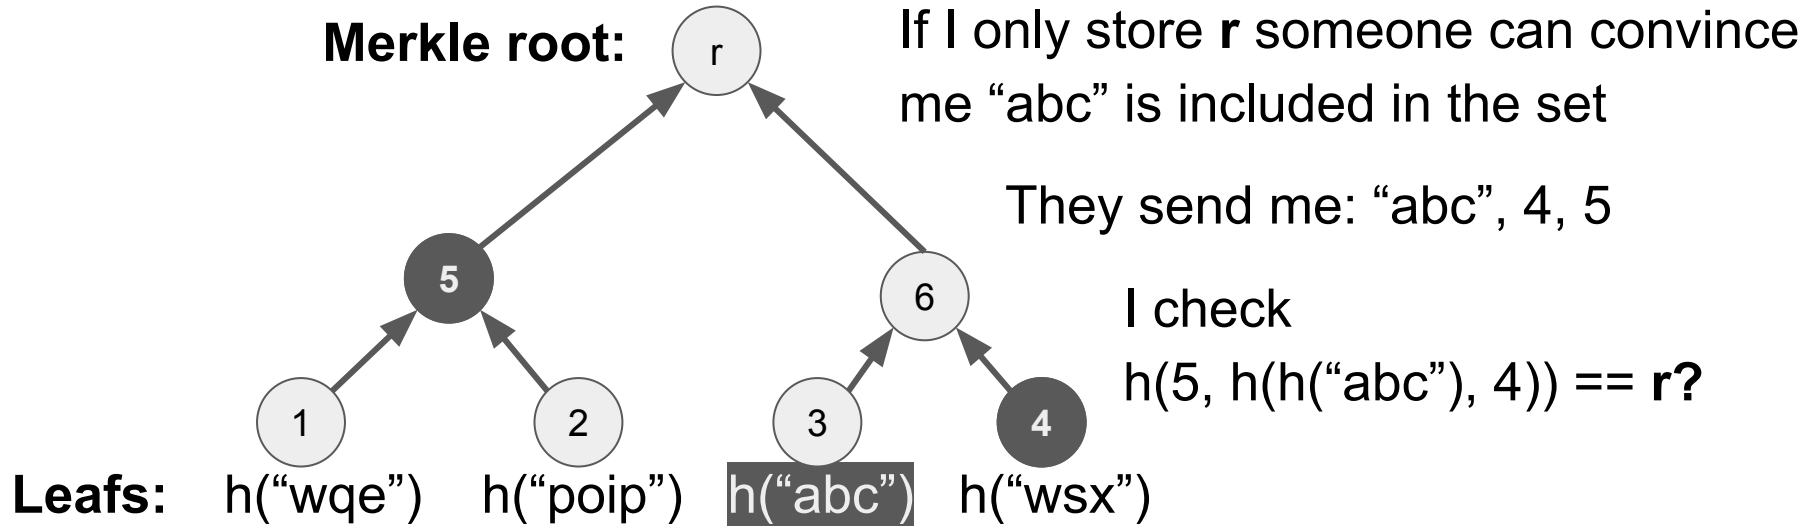 Merkle root:
r
If I only store r someone can convince
me “abc” is included in the set
They send me: “abc”, 4, 5
5
6
I check
h(5, h(h(“abc”), 4)) == r?
1
2
3
4
Leafs:
h(“wqe”)
h(“poip”)
h(“abc”)
h(“wsx”)